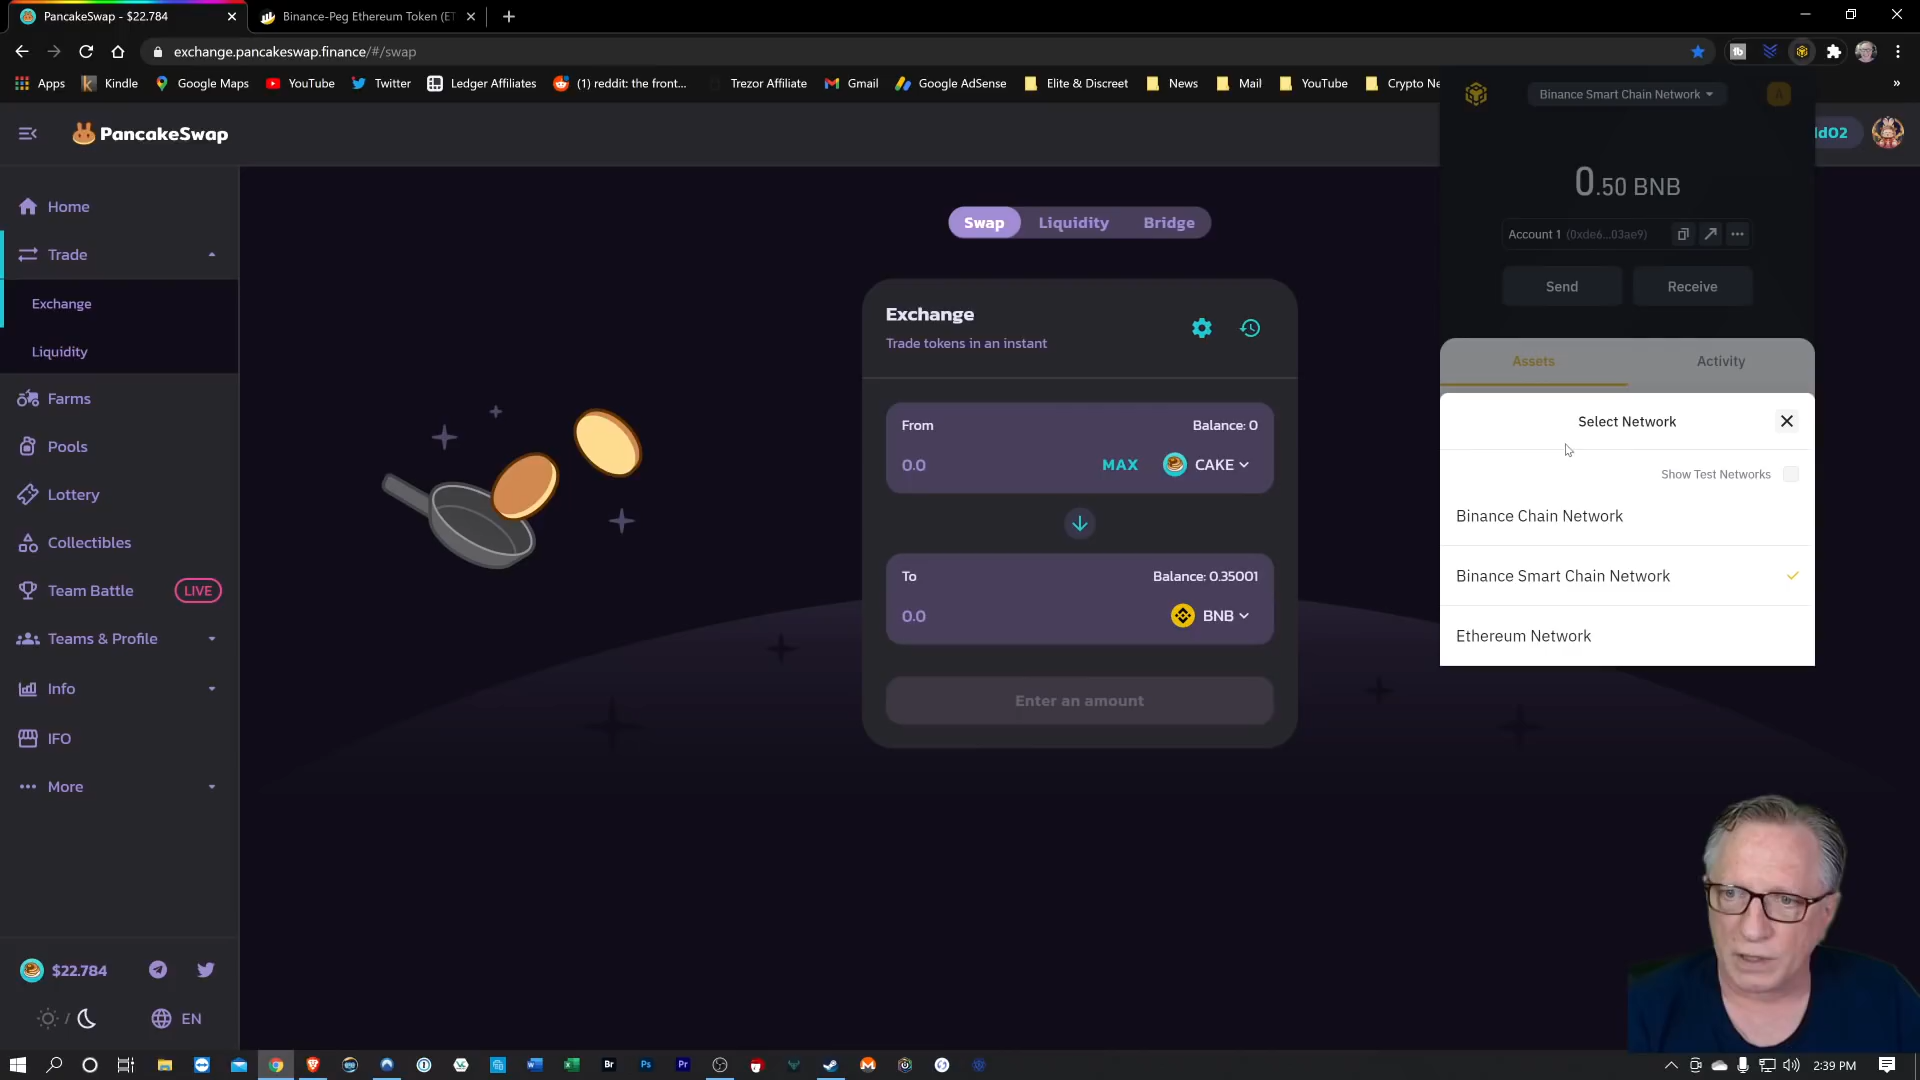 PancakeSwap - $22.784
Binance-Peg Ethereum Token (ET
exchange.pancakeswap.finance/#/swap
Apps
Kindle
Google Maps
YouTube
Twitter
Ledger Affiliates
(1) reddit: the front...
Trezor Affiliate
Gmail
Google AdSense
Elite & Discreet
News
Mail
YouTube
Crypto Ne
»
PancakeSwap
Home
Trade
Exchange
Liquidity
Farms
Pools
Lottery
Collectibles
Team Battle
LIVE
Teams & Profile
Info
IFO
More
$22.784
EN
Swap
Liquidity
Bridge
Exchange
Trade tokens in an instant
From
Balance: 0
0.0
MAX
CAKE
To
Balance: 0.35001
0.0
BNB
Enter an amount
Binance Smart Chain Network
A
dO2
0.50 BNB
Account 1 (0xde6...03ae9)
Send
Receive
Assets
Activity
Select Network
Show Test Networks
Binance Chain Network
Binance Smart Chain Network
Ethereum Network
2:39 PM